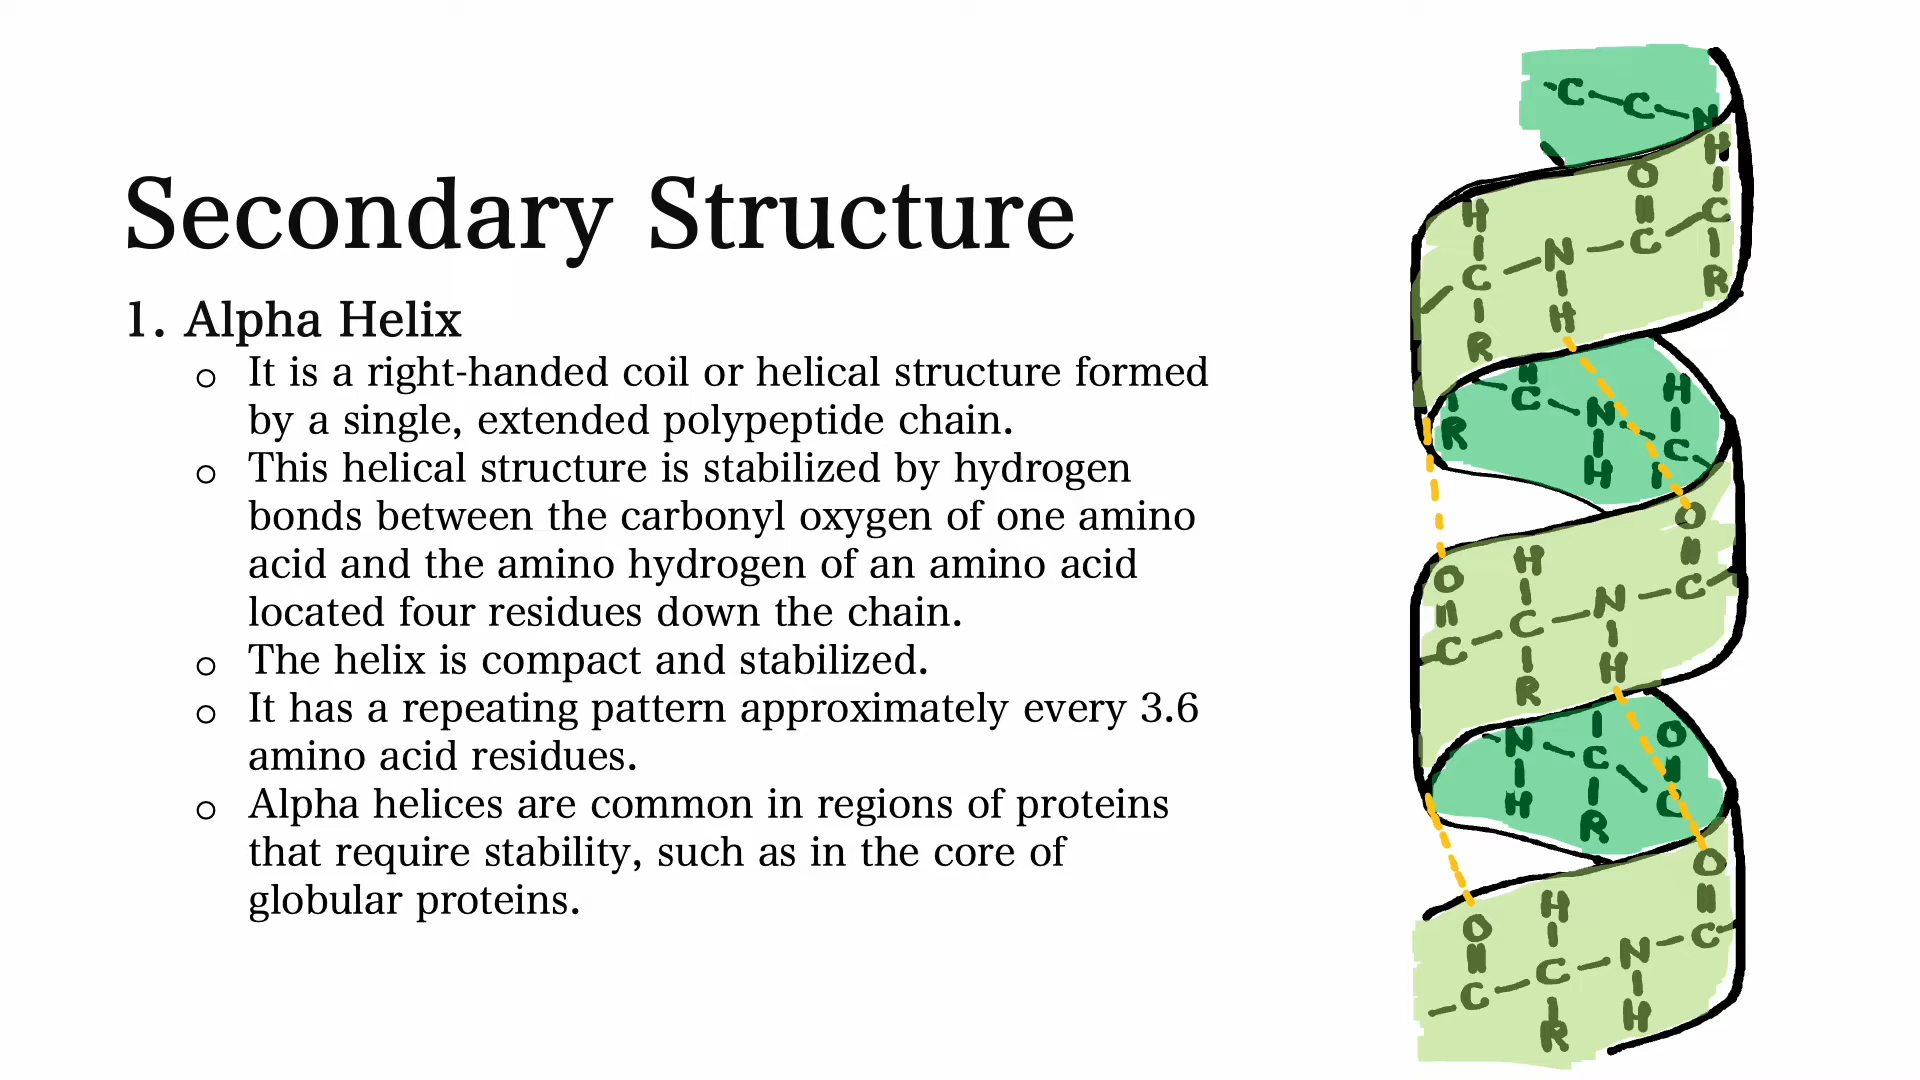 Secondary Structure
1. Alpha Helix
○ It is a right-handed coil or helical structure formed
by a single, extended polypeptide chain.
○ This helical structure is stabilized by hydrogen
bonds between the carbonyl oxygen of one amino
acid and the amino hydrogen of an amino acid
located four residues down the chain.
○ The helix is compact and stabilized.
○ It has a repeating pattern approximately every 3.6
amino acid residues.
○ Alpha helices are common in regions of proteins
that require stability, such as in the core of
globular proteins.
C C N
H
O
H C
C N C R
R H
H
C N C
R H
O
O H
C C N C
R H
N C O
H R C
O
O H
C C N C
R H